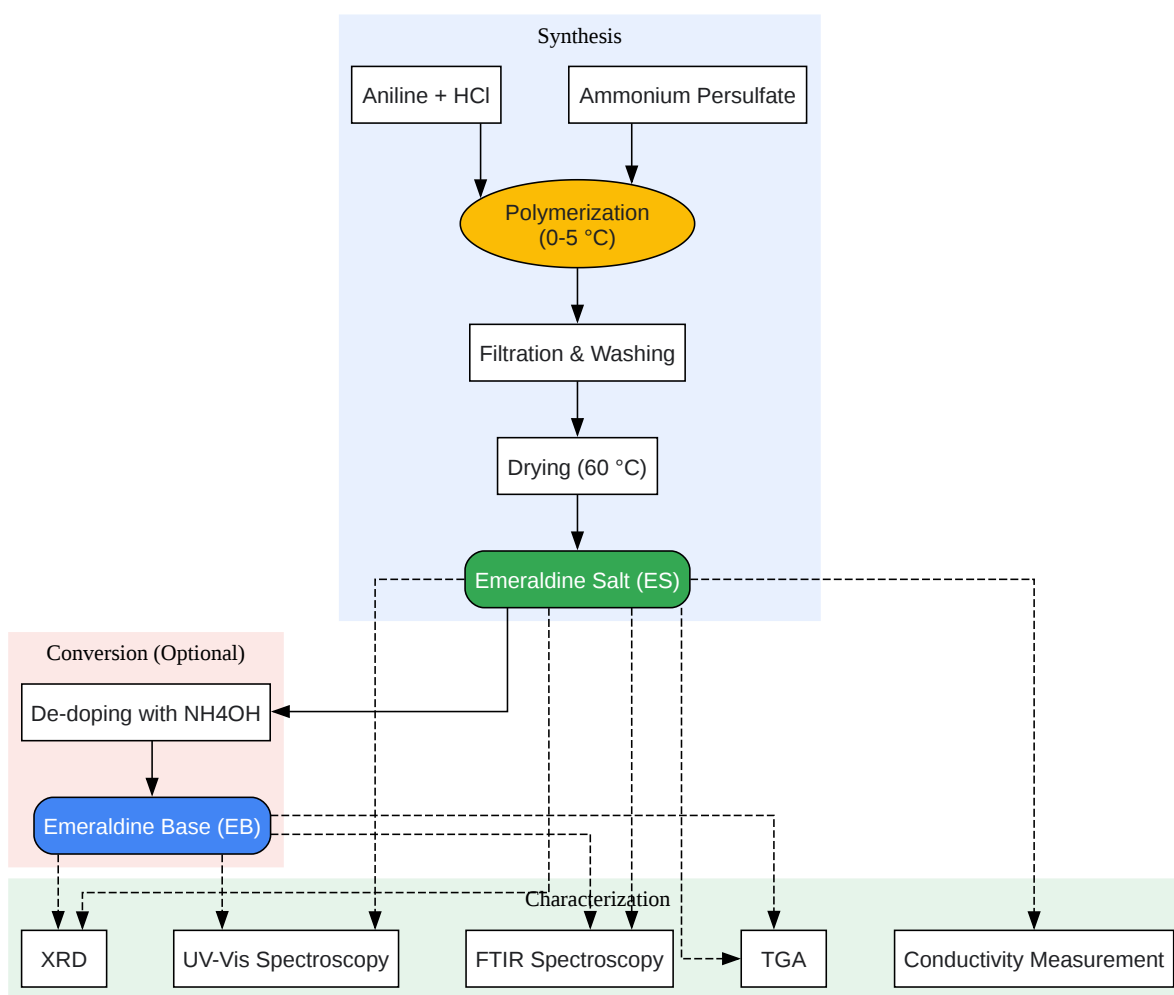 Synthesis
Aniline + HCl
Ammonium Persulfate
Polymerization
(0-5 °C)
Filtration & Washing
Drying (60 °C)
Emeraldine Salt (ES)
Conversion (Optional)
De-doping with NH4OH
Emeraldine Base (EB)
Characterization
XRD
UV-Vis Spectroscopy
FTIR Spectroscopy
TGA
Conductivity Measurement